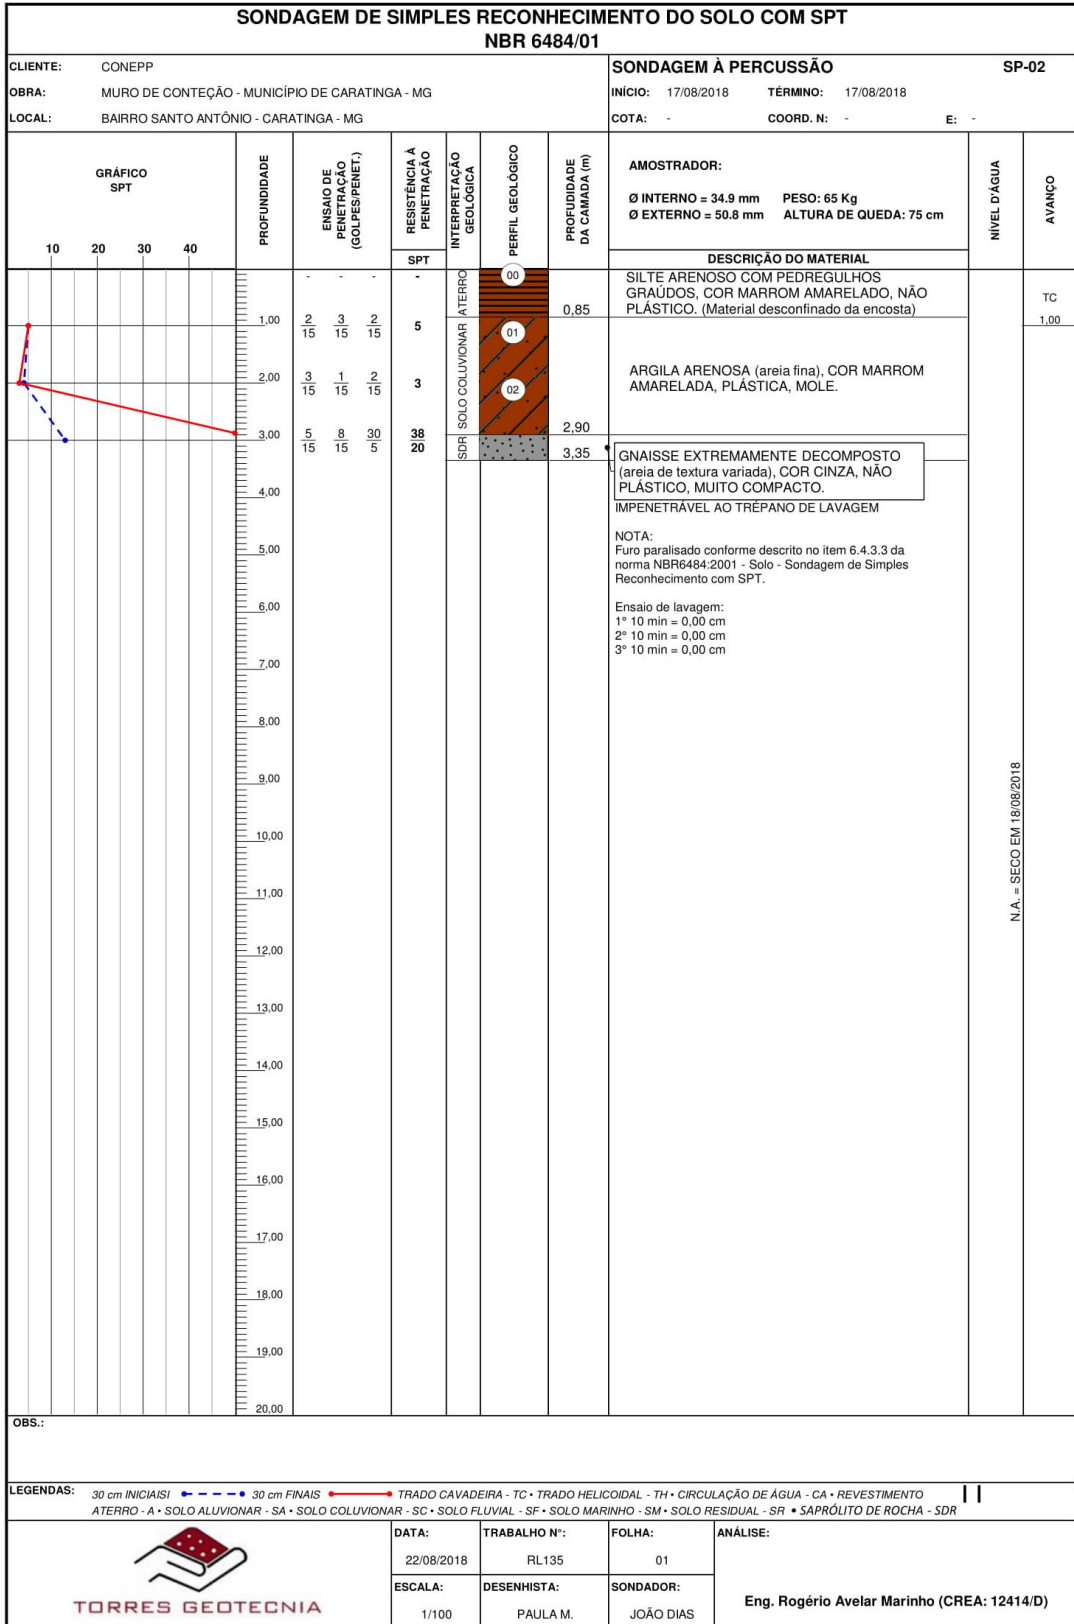 SONDAGEM DE SIMPLES RECONHECIMENTO DO SOLO COM SPT
NBR 6484/01
CLIENTE: CONEPP
OBRA: MURO DE CONTEÇÃO - MUNICÍPIO DE CARATINGA - MG
LOCAL: BAIRRO SANTO ANTÔNIO - CARATINGA - MG
SONDAGEM À PERCUSSÃO SP-02
INÍCIO: 17/08/2018 TÉRMINO: 17/08/2018
COTA: - COORD. N: - E: -
GRÁFICO
SPT
10 20 30 40
PROFUNDIDADE
ENSAIO DE
PENETRAÇÃO
(GOLPES/PENET.)
RESISTÊNCIA À
PENETRAÇÃO
SPT
INTERPRETAÇÃO
GEOLÓGICA
PERFIL GEOLÓGICO
PROFUDIDADE
DA CAMADA (m)
AMOSTRADOR:
Ø INTERNO = 34.9 mm PESO: 65 Kg
Ø EXTERNO = 50.8 mm ALTURA DE QUEDA: 75 cm
DESCRIÇÃO DO MATERIAL
NÍVEL D'ÁGUA
AVANÇO
- - - -
ATERRO
00
0,85
SILTE ARENOSO COM PEDREGULHOS
GRAÚDOS, COR MARROM AMARELADO, NÃO
PLÁSTICO. (Material desconfinado da encosta)
TC
1,00
1,00
2 3 2
15 15 15
5
SOLO COLUVIONAR
01
ARGILA ARENOSA (areia fina), COR MARROM
AMARELADA, PLÁSTICA, MOLE.
2,00
3 1 2
15 15 15
3
02
2,90
3,00
5 8 30
15 15 5
38
20
SDR
3,35
GNAISSE EXTREMAMENTE DECOMPOSTO
(areia de textura variada), COR CINZA, NÃO
PLÁSTICO, MUITO COMPACTO.
IMPENETRÁVEL AO TRÉPANO DE LAVAGEM
NOTA:
Furo paralisado conforme descrito no item 6.4.3.3 da
norma NBR6484:2001 - Solo - Sondagem de Simples
Reconhecimento com SPT.
Ensaio de lavagem:
1° 10 min = 0,00 cm
2° 10 min = 0,00 cm
3° 10 min = 0,00 cm
4,00
5,00
6,00
7,00
8,00
9,00
10,00
11,00
12,00
13,00
14,00
15,00
16,00
17,00
18,00
19,00
20,00
N.A. = SECO EM 18/08/2018
OBS.:
LEGENDAS: 30 cm INICIAISI 30 cm FINAIS TRADO CAVADEIRA - TC • TRADO HELICOIDAL - TH • CIRCULAÇÃO DE ÁGUA - CA • REVESTIMENTO
ATERRO - A • SOLO ALUVIONAR - SA • SOLO COLUVIONAR - SC • SOLO FLUVIAL - SF • SOLO MARINHO - SM • SOLO RESIDUAL - SR • SAPRÓLITO DE ROCHA - SDR
TORRES GEOTECNIA
DATA: TRABALHO N°: FOLHA: ANÁLISE:
22/08/2018 RL135 01
ESCALA: DESENHISTA: SONDADOR:
1/100 PAULA M. JOÃO DIAS
Eng. Rogério Avelar Marinho (CREA: 12414/D)